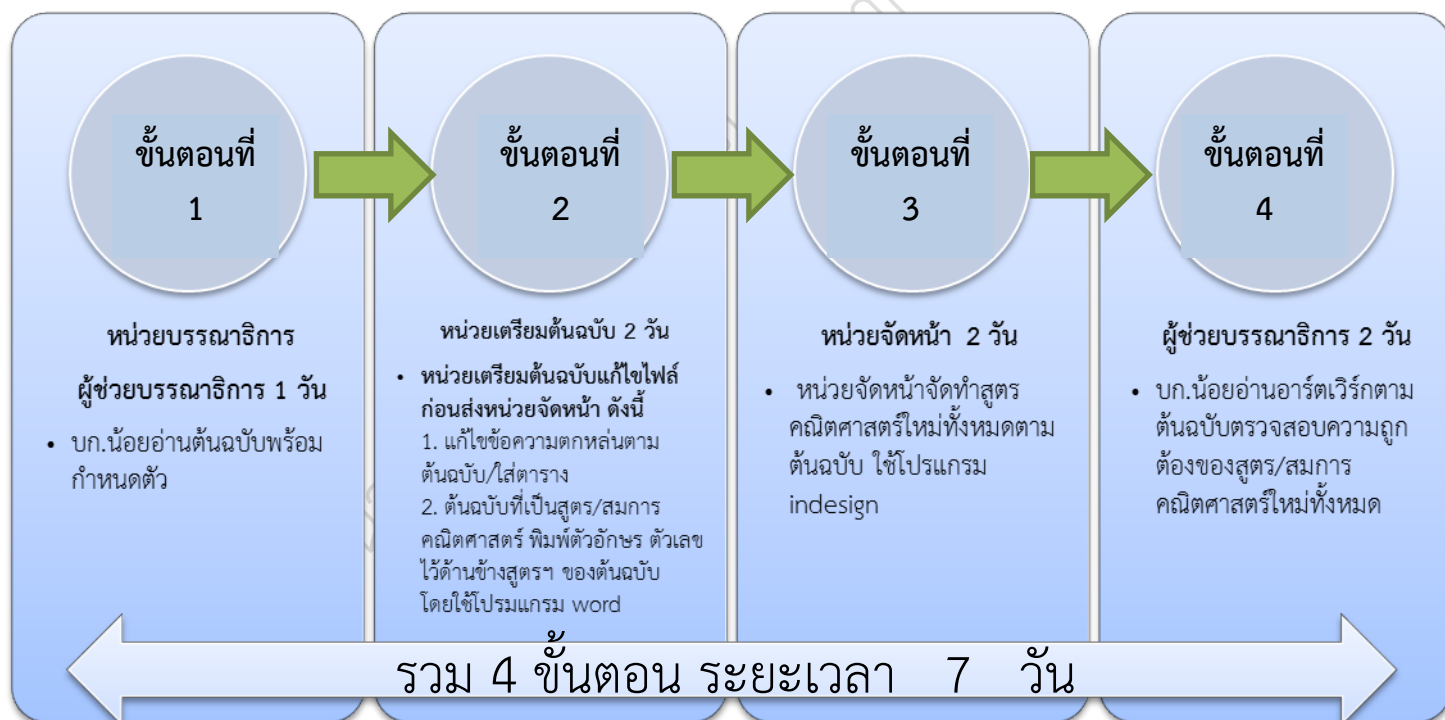 ขั้นตอนที่
1
หน่วยบรรณาธิการ
ผู้ช่วยบรรณาธิการ 1 วัน
• บก.น้อยอ่านต้นฉบับพร้อม
กำหนดตัว
ขั้นตอนที่
2
หน่วยเตรียมต้นฉบับ 2 วัน
• หน่วยเตรียมต้นฉบับแก้ไขไฟล์
ก่อนส่งหน่วยจัดหน้า ดังนี้
1. แก้ไขข้อความตกหล่นตาม
ต้นฉบับ/ใส่ตาราง
2. ต้นฉบับที่เป็นสูตร/สมการ
คณิตศาสตร์ พิมพ์ตัวอักษร ตัวเลข
ไว้ด้านข้างสูตรฯ ของต้นฉบับ
โดยใช้โปรมแกรม word
ขั้นตอนที่
3
หน่วยจัดหน้า 2 วัน
• หน่วยจัดหน้าจัดทำสูตร
คณิตศาสตร์ใหม่ทั้งหมดตาม
ต้นฉบับ ใช้โปรแกรม
indesign
ขั้นตอนที่
4
ผู้ช่วยบรรณาธิการ 2 วัน
• บก.น้อยอ่านอาร์ตเวิร์กตาม
ต้นฉบับตรวจสอบความถูก
ต้องของสูตร/สมการ
คณิตศาสตร์ใหม่ทั้งหมด
รวม 4 ขั้นตอน ระยะเวลา 7 วัน